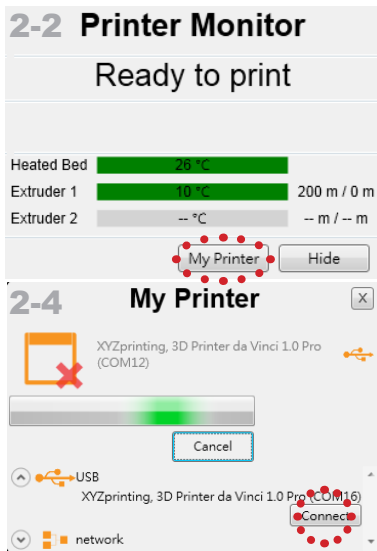 2-2 Printer Monitor
Ready to print
Heated Bed 26 °C
Extruder 1 10 °C 200 m / 0 m
Extruder 2 -- °C -- m / -- m
My Printer Hide
2-4 My Printer X
XYZprinting, 3D Printer da Vinci 1.0 Pro
(COM12)
Cancel
USB
XYZprinting, 3D Printer da Vinci 1.0 Pro (COM16)
Connect
network